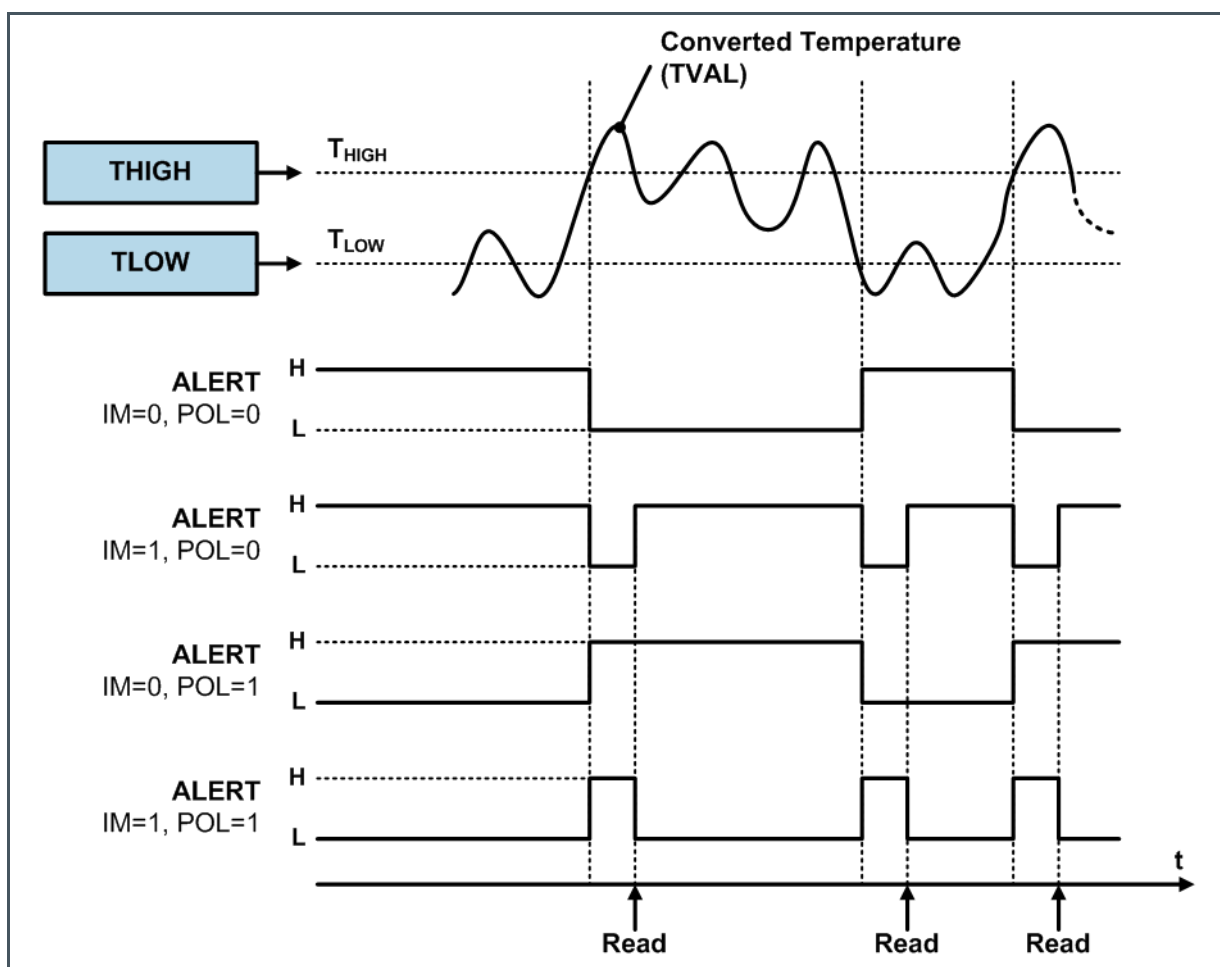 Converted Temperature
(TVAL)
THIGH
THIGH
TLOW
TLOW
ALERT
IM=0, POL=0
H
L
ALERT
IM=1, POL=0
H
L
ALERT
IM=0, POL=1
H
L
ALERT
IM=1, POL=1
H
L
t
Read
Read
Read